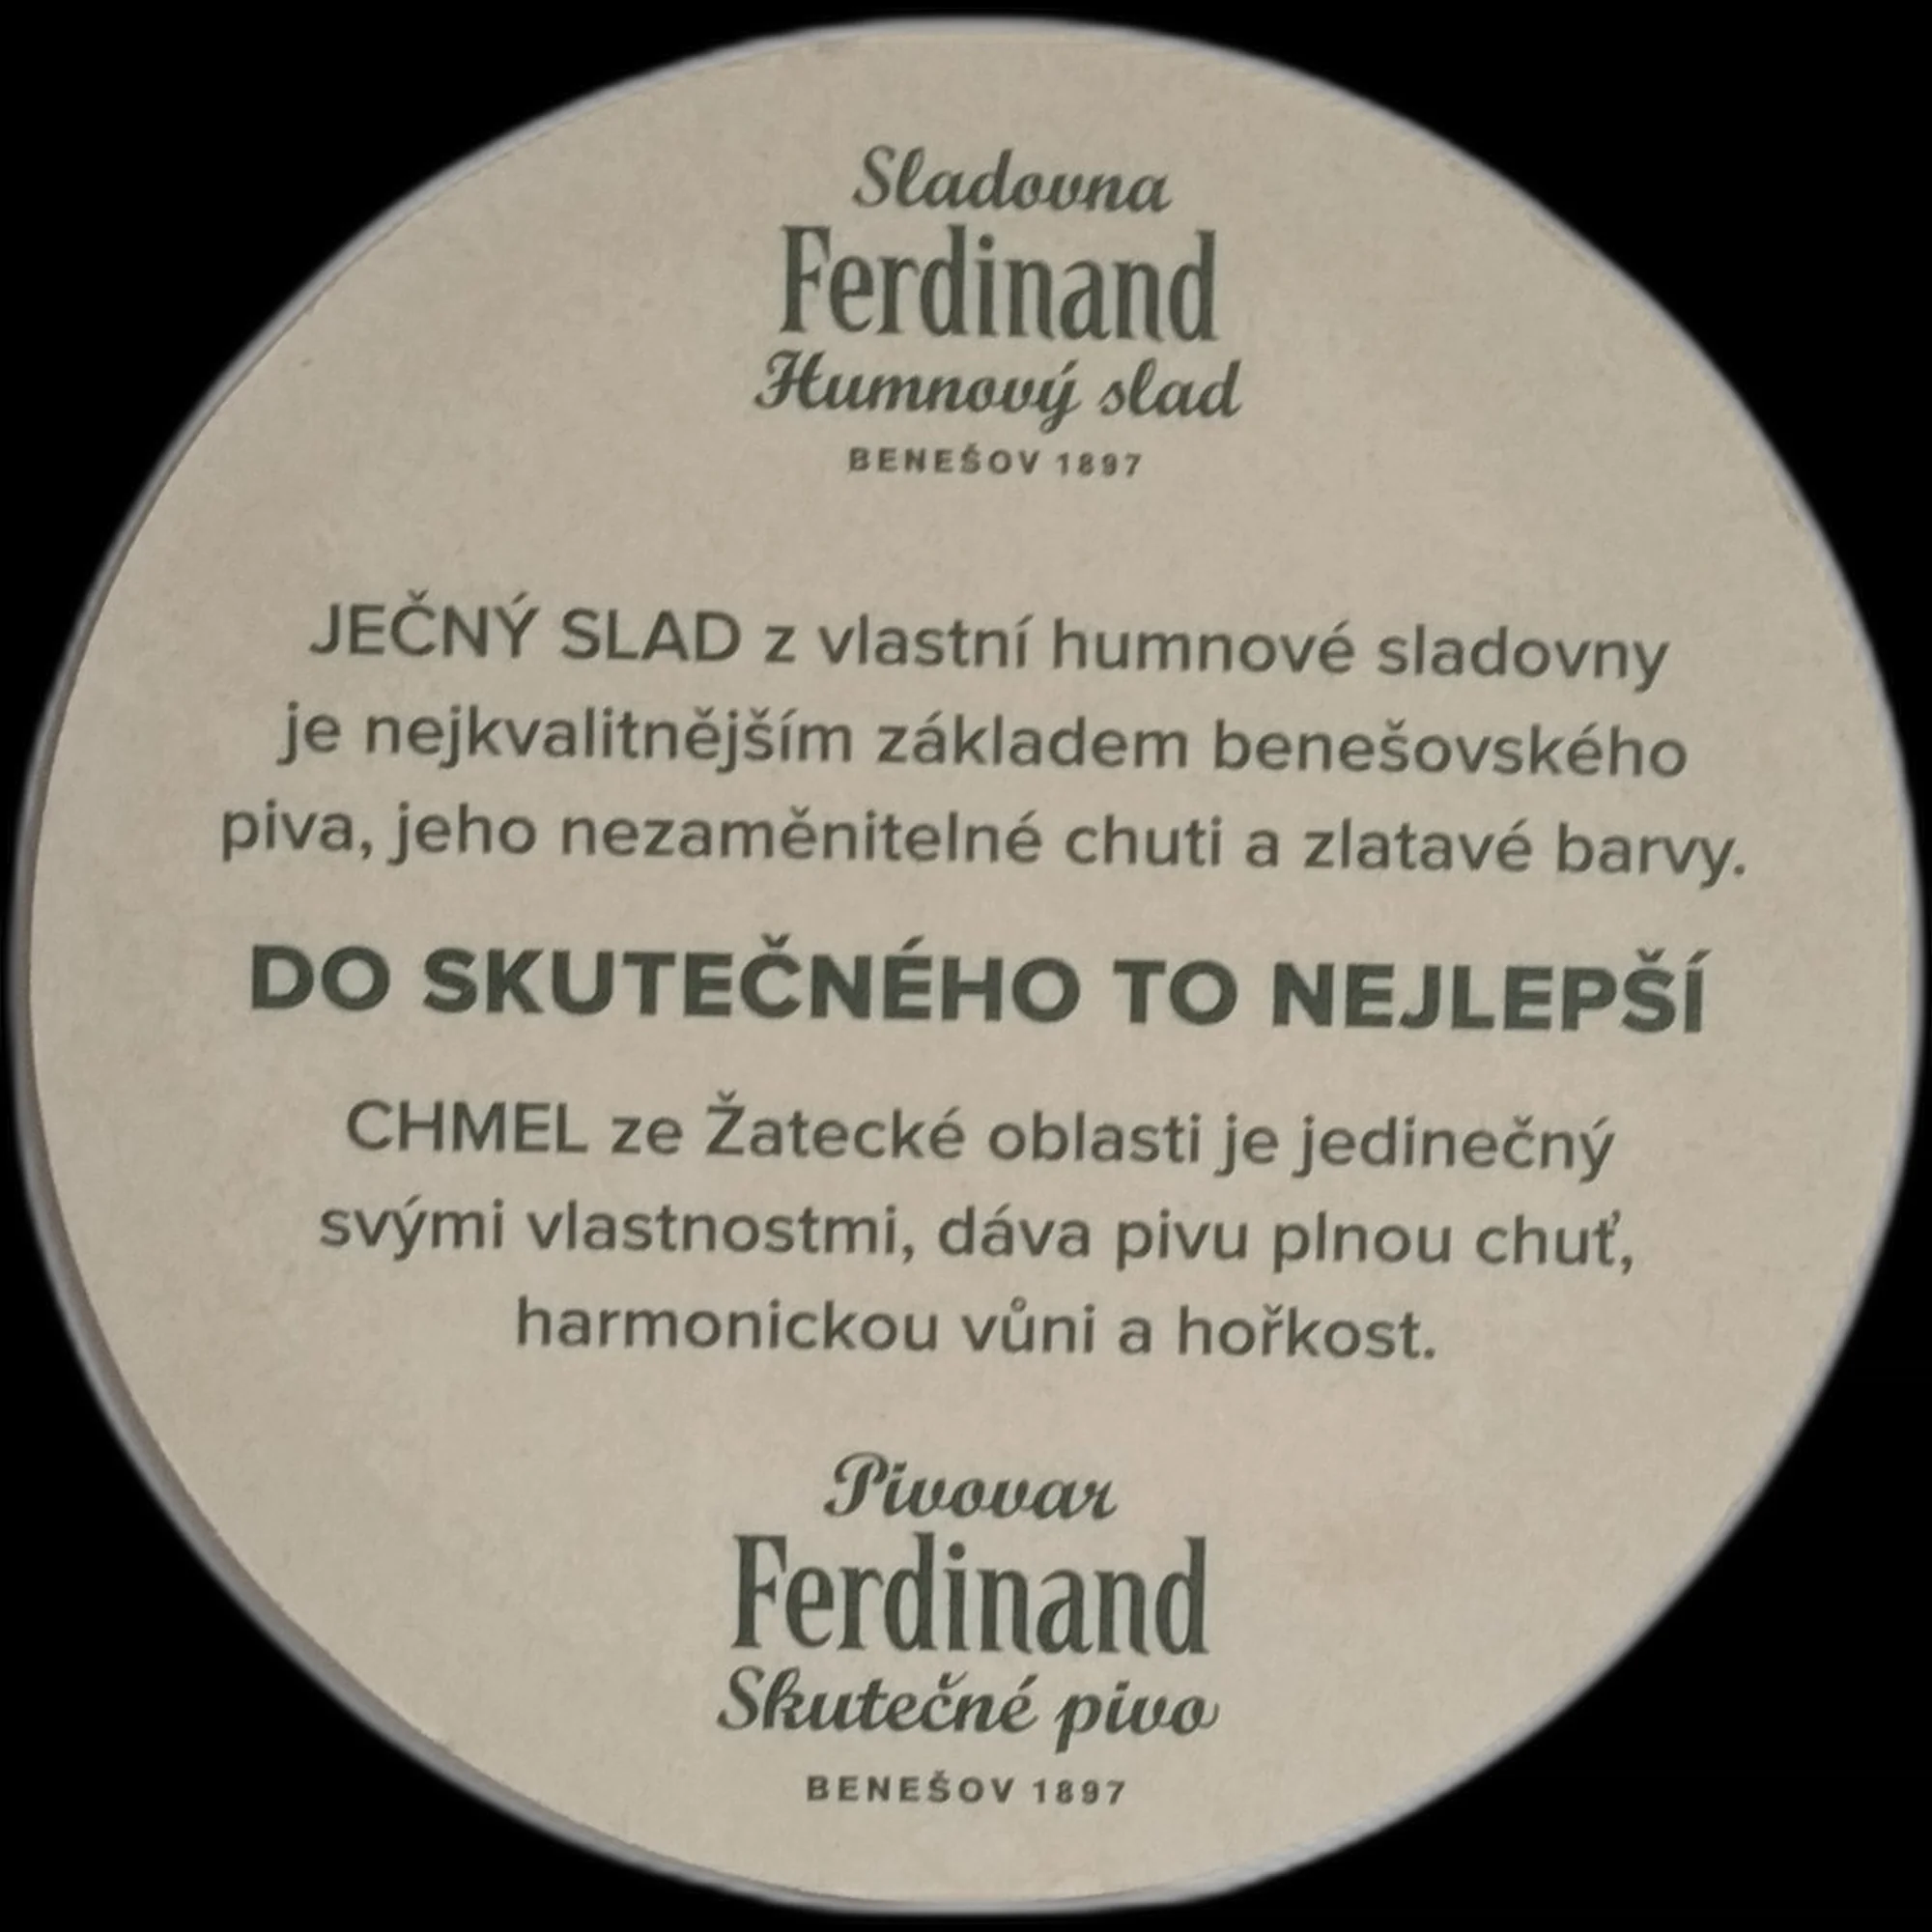 Sladovna
Ferdinand
Humnový slad
BENEŠOV 1897
JEČNÝ SLAD z vlastní humnové sladovny
je nejkvalitnějším základem benešovského
piva, jeho nezaměnitelné chuti a zlatavé barvy.
DO SKUTEČNÉHO TO NEJLEPŠÍ
CHMEL ze Žatecké oblasti je jedinečný
svými vlastnostmi, dáva pivu plnou chuť,
harmonickou vůni a hořkost.
Pivovar
Ferdinand
Skutečné pivo
BENEŠOV 1897